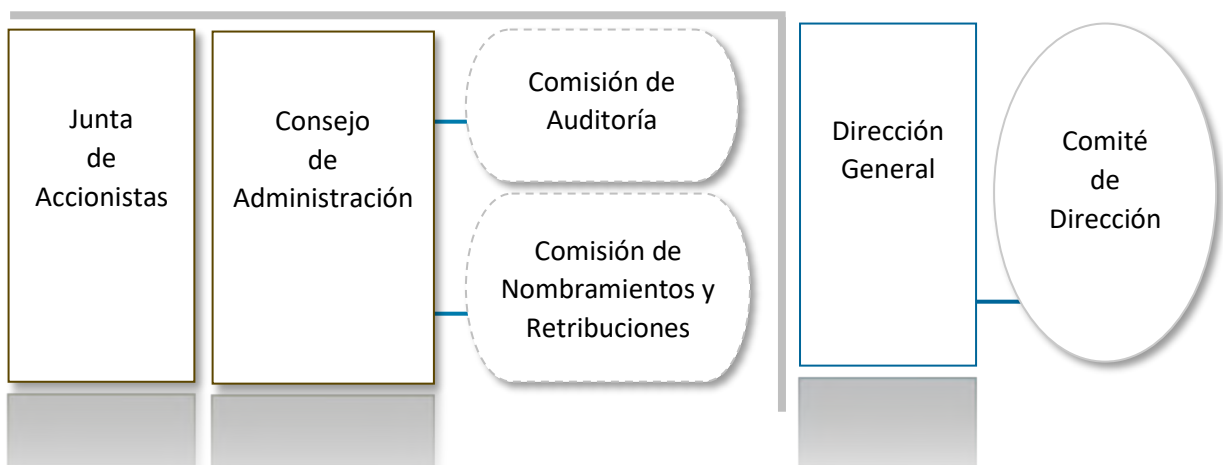 Junta
de
Accionistas
Consejo
de
Administración
Comisión de
Auditoría
Comisión de
Nombramientos y
Retribuciones
Dirección
General
Comité
de
Dirección